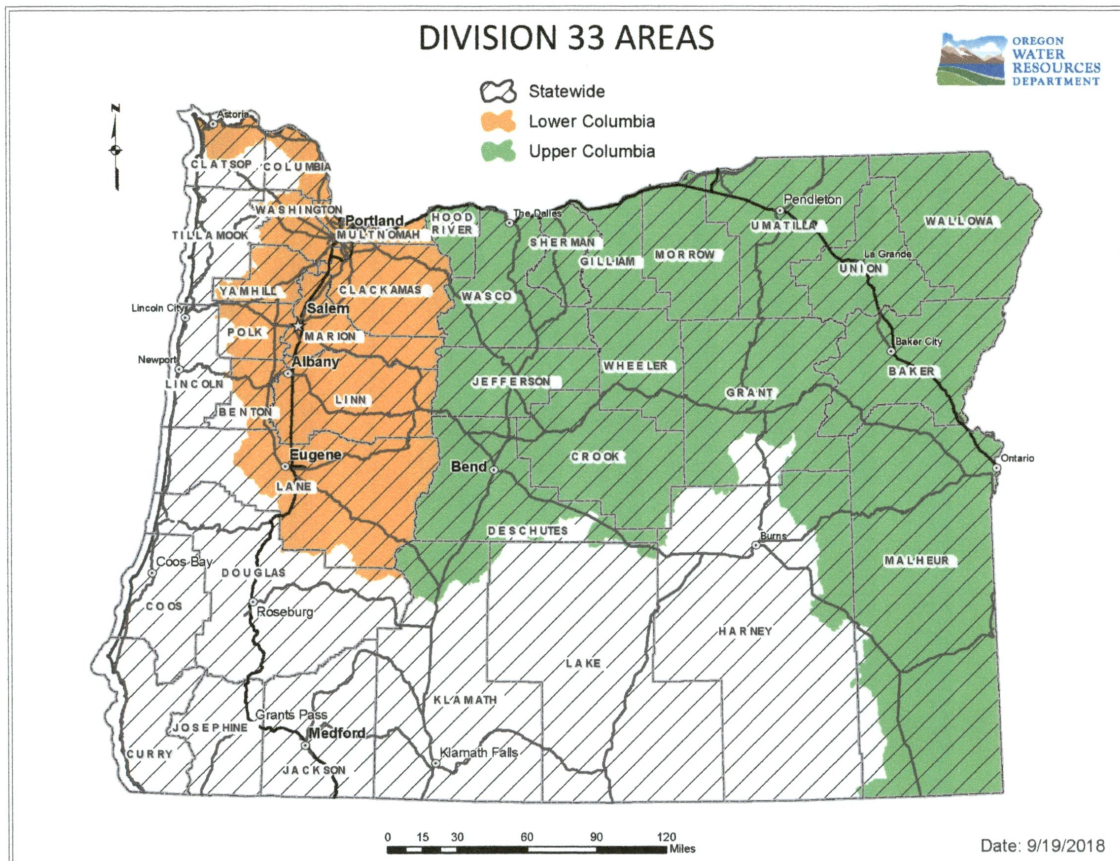 DIVISION 33 AREAS
OREGON
WATER
RESOURCES
DEPARTMENT
Statewide
Lower Columbia
Upper Columbia
N
Astoria
CLATSOP
COLUMBIA
WASHINGTON
Portland
TILLAMOOK
MULTNOMAH
HOOD
RIVER
The Dalles
SHERMAN
GILLIAM
MORROW
Pendleton
UMATILLA
WALLOWA
La Grande
UNION
YAMHILL
CLACKAMAS
WASCO
Lincoln City
Salem
POLK
MARION
Newport
Albany
LINCOLN
LINN
BENTON
JEFFERSON
WHEELER
GRANT
Baker City
BAKER
Eugene
LANE
Bend
CROOK
Ontario
DESCHUTES
Burns
MALHEUR
Coos Bay
DOUGLAS
COOS
Roseburg
HARNEY
LAKE
KLAMATH
Grants Pass
JOSEPHINE
Medford
CURRY
JACKSON
Klamath Falls
0 15 30 60 90 120
Miles
Date: 9/19/2018